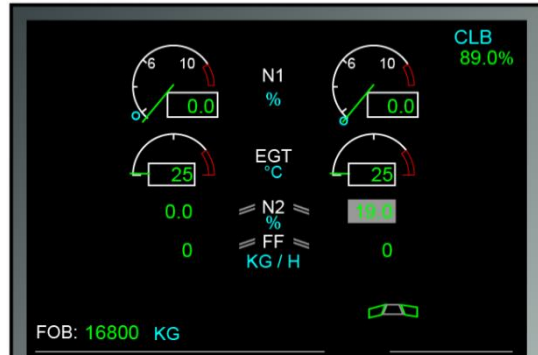 CLB
89.0%
6 10 N1 6 10
0.0 % 0.0
EGT
25 °C 25
0.0 N2 19.0
%
0 FF 0
KG / H
FOB: 16800 KG